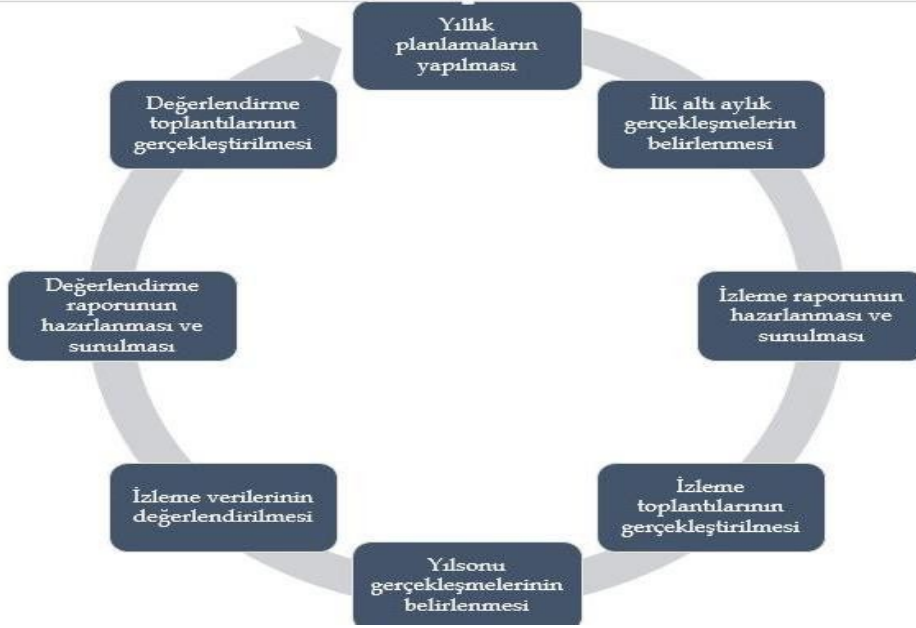 Yıllık
planlamaların
yapılması
İlk altı aylık
gerçekleşmelerin
belirlenmesi
İzleme raporunun
hazırlanması ve
sunulması
İzleme
toplantılarının
gerçekleştirilmesi
Yılsonu
gerçekleşmelerinin
belirlenmesi
İzleme verilerinin
değerlendirilmesi
Değerlendirme
raporunun
hazırlanması ve
sunulması
Değerlendirme
toplantılarının
gerçekleştirilmesi